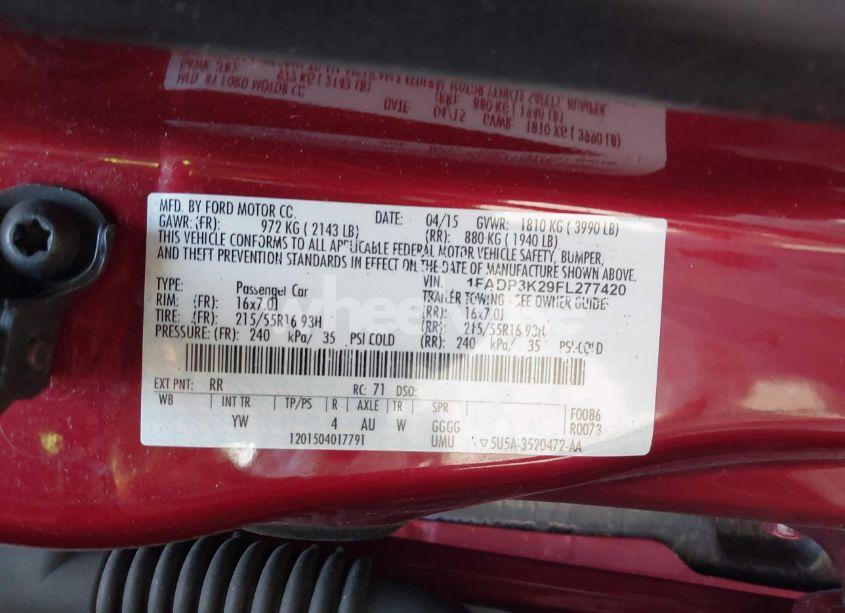 MFD. BY FORD MOTOR CC.
DATE: 04/15 GVWR: 1810 KG ( 3990 LB)
GAWR: (FR): 972 KG ( 2143 LB) (RR): 880 KG ( 1940 LB)
THIS VEHICLE CONFORMS TO ALL APPLICABLE FEDERAL MOTOR VEHICLE SAFETY, BUMPER,
AND THEFT PREVENTION STANDARDS IN EFFECT ON THE DATE OF MANUFACTURE SHOWN ABOVE.
VIN: 1FADP3K29FL277420
TYPE: Passenger Car TRAILER TOWING - SEE OWNER GUIDE
RIM: (FR): 16x7.0J (RR): 16x7.0J
TIRE: (FR): 215/55R16 93H (RR): 215/55R16 93H
PRESSURE: (FR): 240 kPa/ 35 PSI COLD (RR): 240 kPa/ 35 PSI-COLD
EXT PNT: RR RC: 71 DSO:
WB INT TR TP/PS R AXLE TR SPR
YW 4 AU W GGGG
F0086
R0073
1201504017791 UMU ▽5U5A-3520472-AA